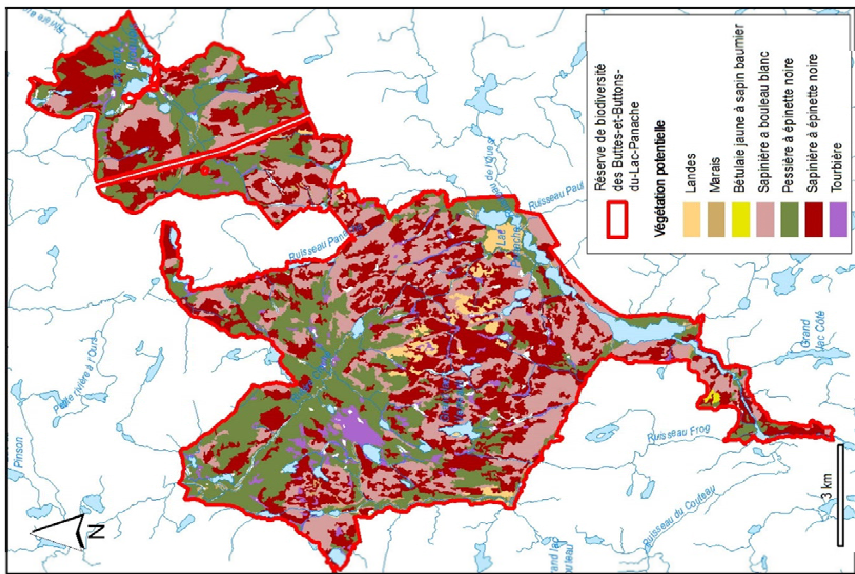 Réserve de biodiversité
des Buttes-et-Buttons-
du-Lac-Panache
Végétation potentielle
Landes
Marais
Bétulaie jaune à sapin baumier
Sapinière a bouleau blanc
Pessière à épinette noire
Sapinière à épinette noire
Tourbière
N
3 km
Pinson
Petite rivière à l'Ours
Ruisseau
Ruisseau Paul
Lac
Ruisseau Frog
Ruisseau du Couteau
Grand
lac Côté
Grand lac